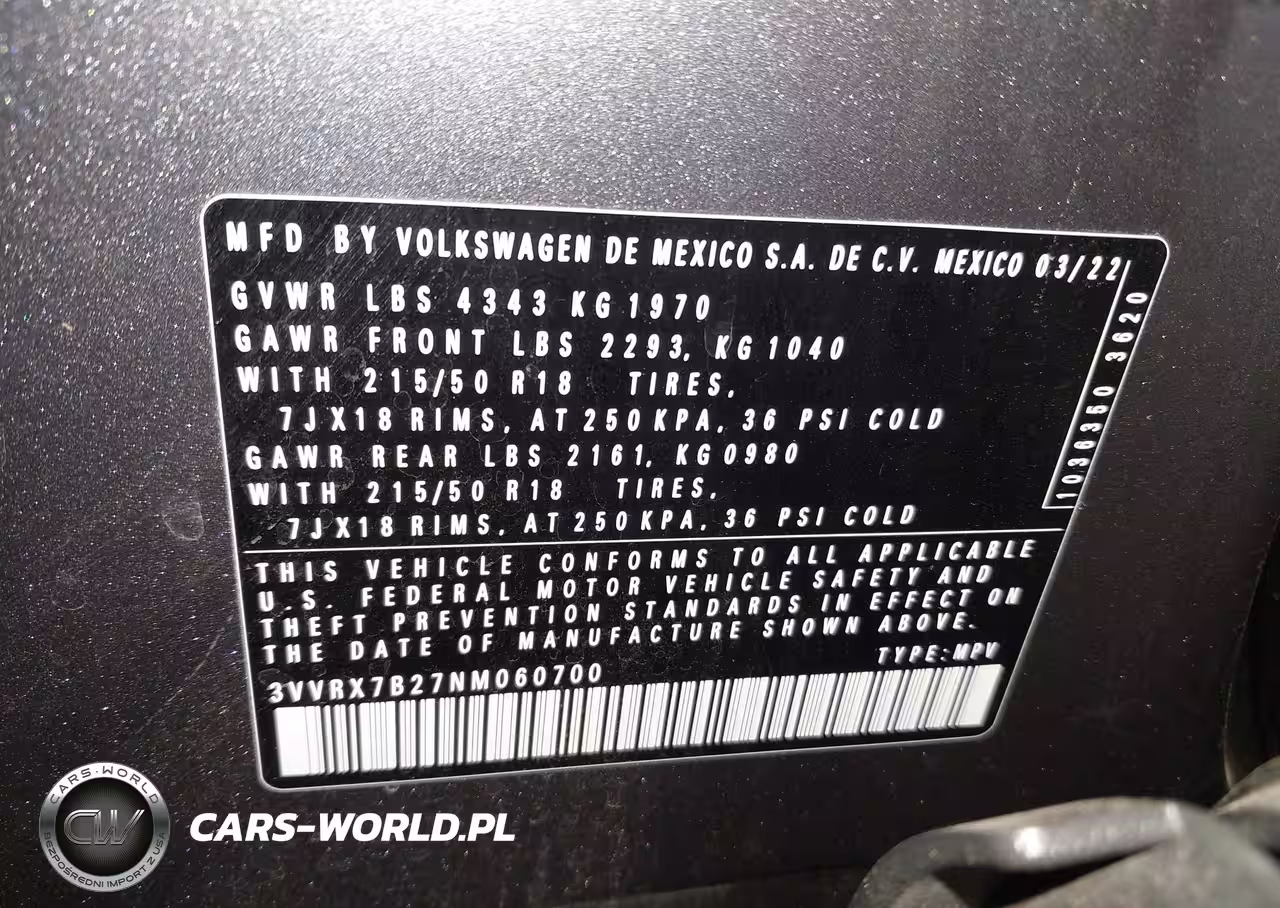 MFD BY VOLKSWAGEN DE MEXICO S.A. DE C.V. MEXICO 03/22
GVWR LBS 4343 KG 1970
GAWR FRONT LBS 2293, KG 1040
WITH 215/50 R18 TIRES,
7JX18 RIMS, AT 250 KPA, 36 PSI COLD
GAWR REAR LBS 2161, KG 0980
WITH 215/50 R18 TIRES,
7JX18 RIMS, AT 250 KPA, 36 PSI COLD
1036350 3620
THIS VEHICLE CONFORMS TO ALL APPLICABLE
U.S. FEDERAL MOTOR VEHICLE SAFETY AND
THEFT PREVENTION STANDARDS IN EFFECT ON
THE DATE OF MANUFACTURE SHOWN ABOVE.
TYPE:MPV
3VVRX7B27NM060700
CARS-WORLD
CW
BEZPOŚREDNI IMPORT Z USA
CARS-WORLD.PL